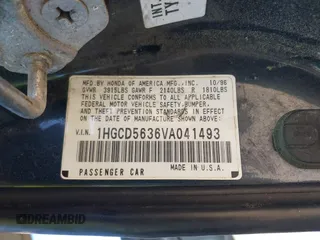 MFD. BY HONDA OF AMERICA MFG., INC. 10/96
GVWR 3915LBS GAWR F 2140LBS R 1810LBS
THIS VEHICLE CONFORMS TO ALL APPLICABLE
FEDERAL MOTOR VEHICLE SAFETY, BUMPER,
AND THEFT PREVENTION STANDARDS IN EFFECT
ON THE DATE OF MANUFACTURE SHOWN ABOVE.
V.I.N. 1HGCD5636VA041493
PASSENGER CAR MADE IN U.S.A.
DREAMBID